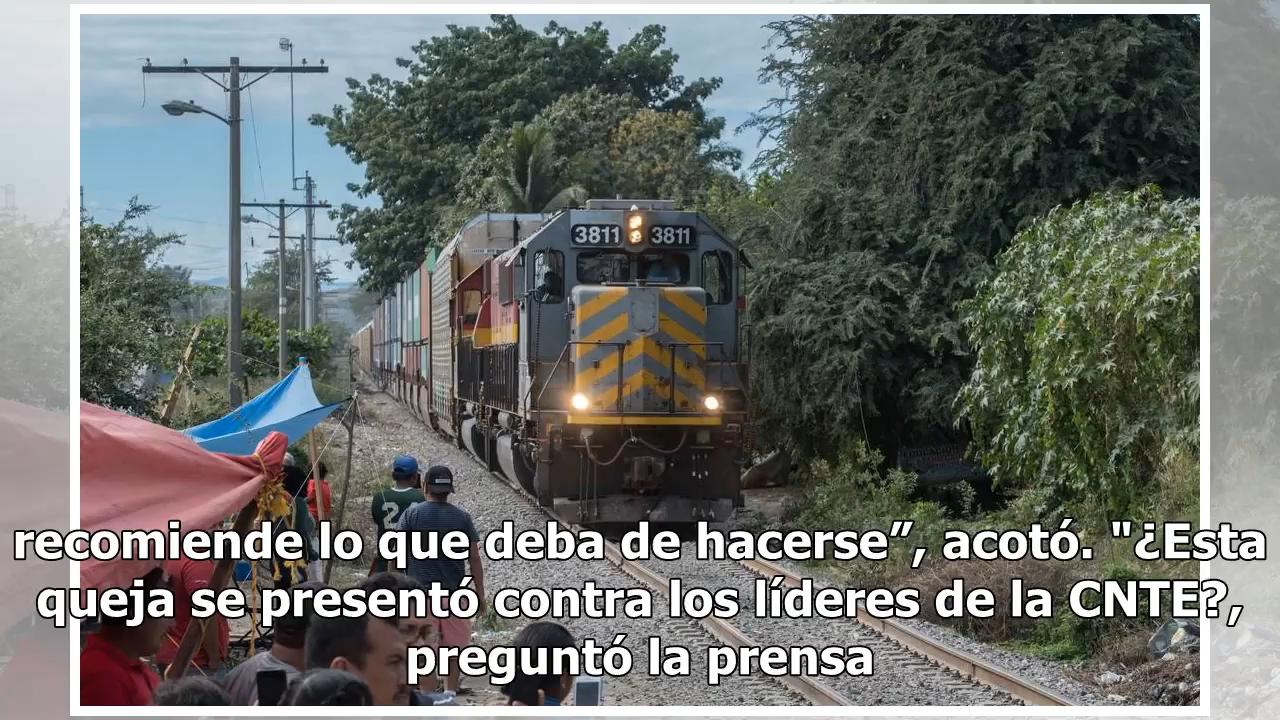 3811 3811
recomiende lo que deba de hacerse”, acotó. "¿Esta
queja se presentó contra los líderes de la CNTE?,
preguntó la prensa